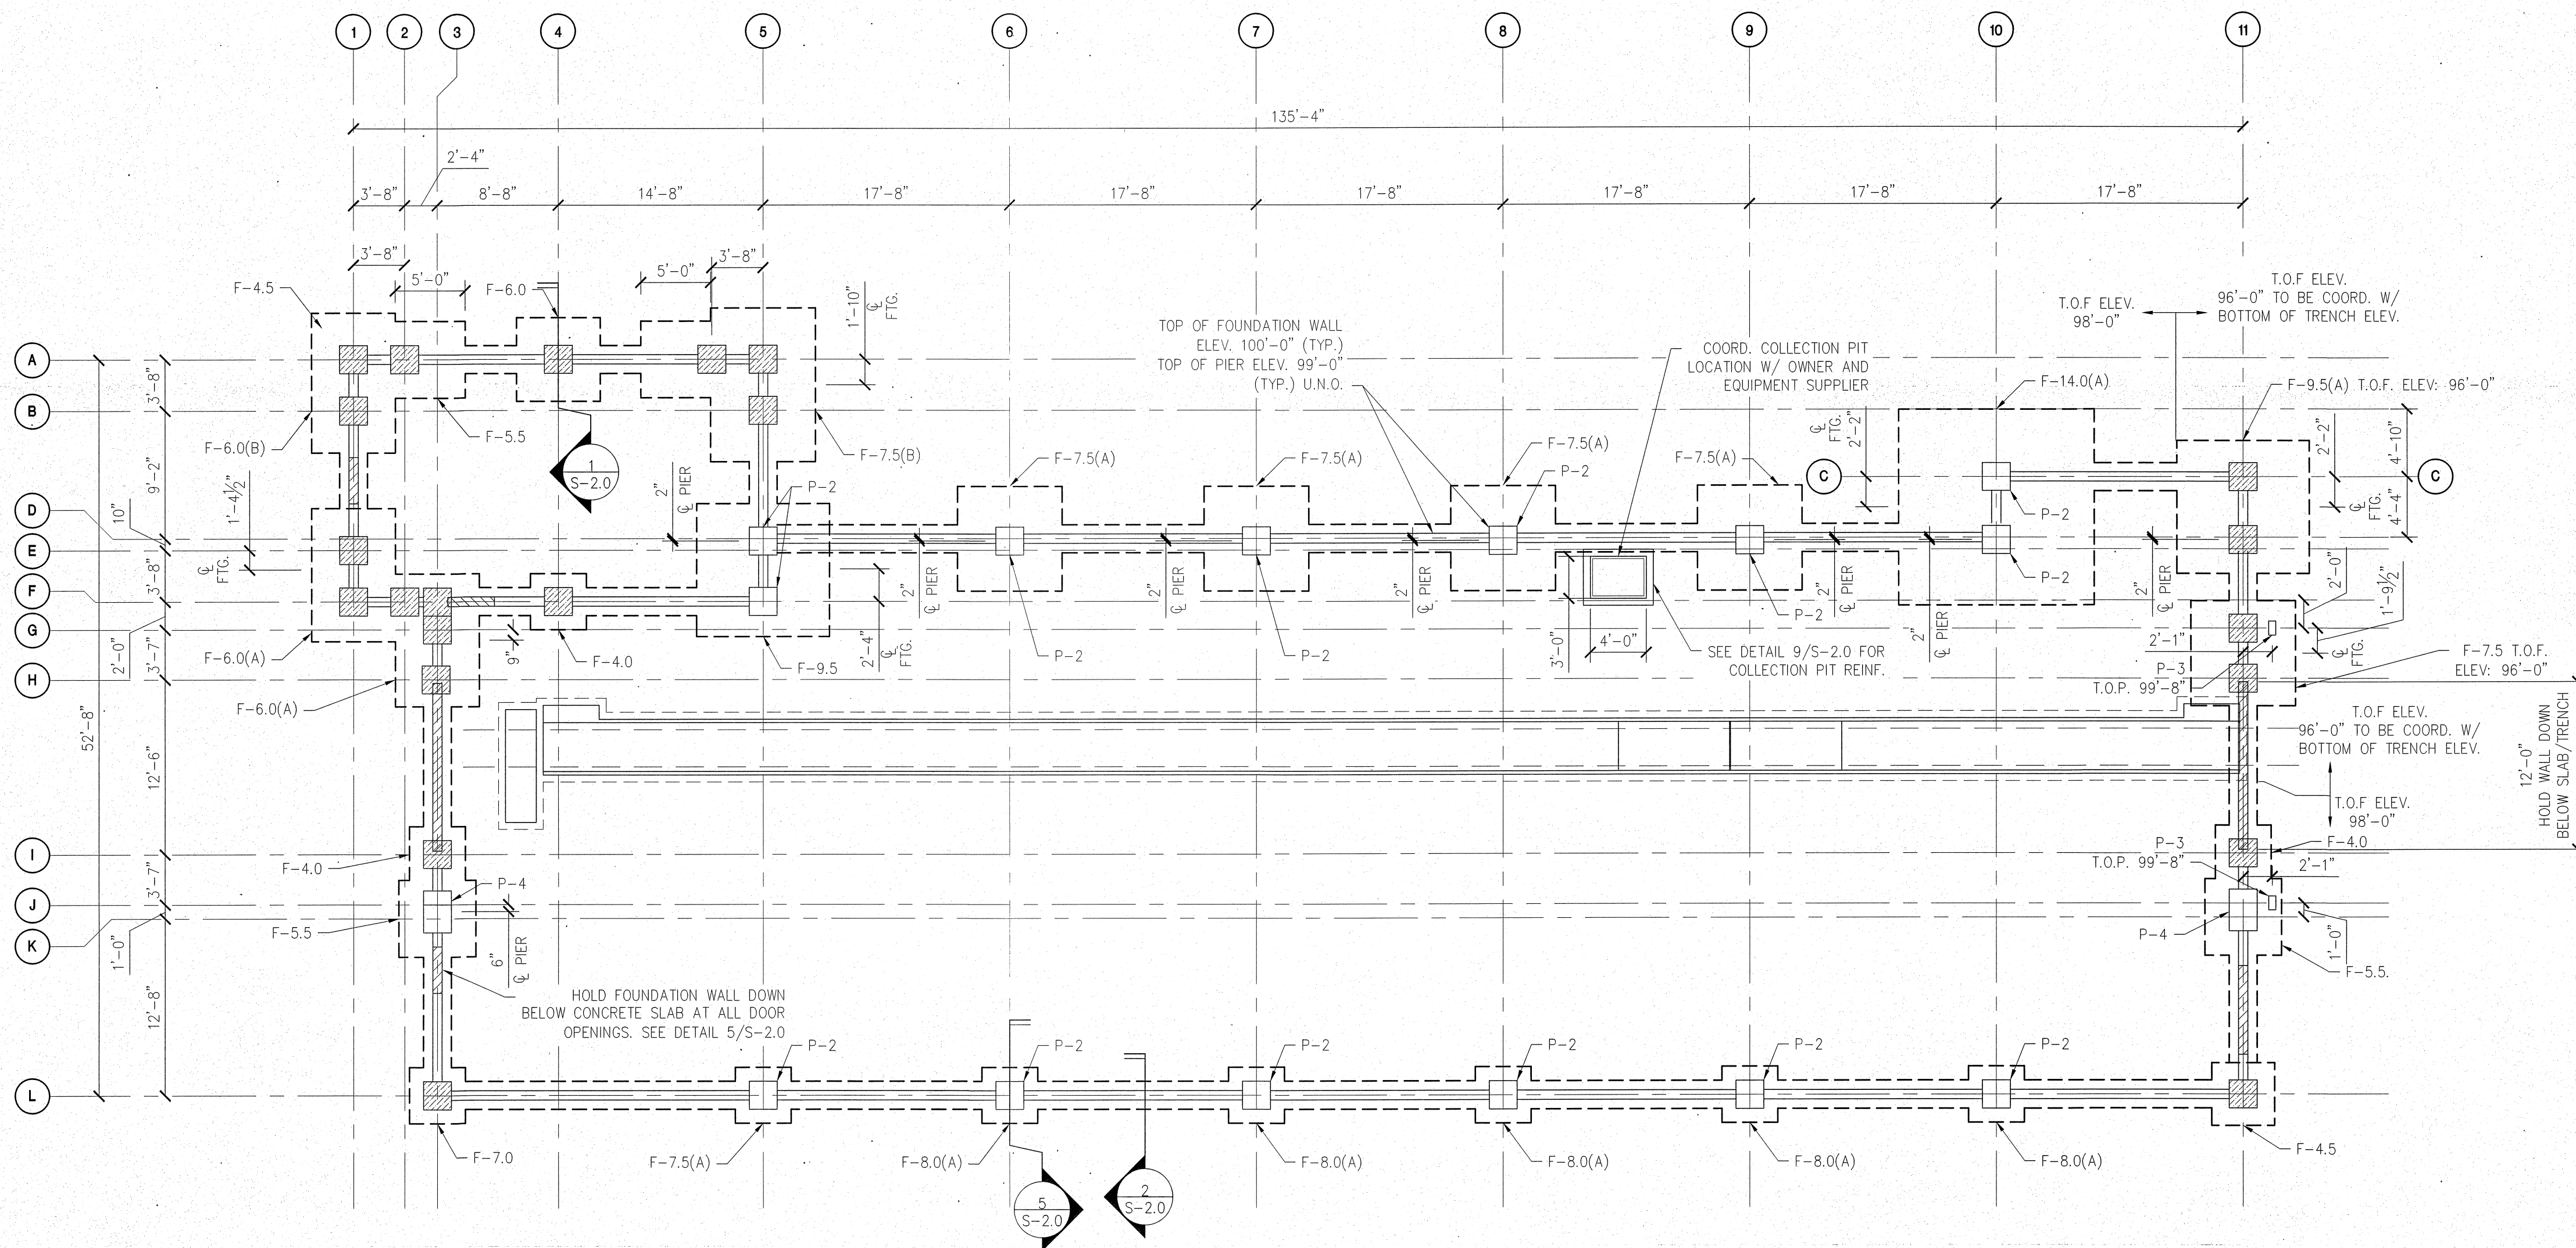 1
2
3
4
5
6
7
8
9
10
11
135'-4"
2'-4"
3'-8"
8'-8"
14'-8"
17'-8"
17'-8"
17'-8"
17'-8"
17'-8"
17'-8"
3'-8"
5'-0"
F-4.5
F-6.0
5'-0"
3'-8"
1'-10"
℄ FTG.
TOP OF FOUNDATION WALL
ELEV. 100'-0" (TYP.)
TOP OF PIER ELEV. 99'-0"
(TYP.) U.N.O.
COORD. COLLECTION PIT
LOCATION W/ OWNER AND
EQUIPMENT SUPPLIER
T.O.F ELEV.
98'-0"
T.O.F ELEV.
96'-0" TO BE COORD. W/
BOTTOM OF TRENCH ELEV.
F-14.0(A)
F-9.5(A) T.O.F. ELEV: 96'-0"
A
B
D
E
F
G
H
I
J
K
L
52'-8"
3'-8"
9'-2"
10"
3'-8"
2'-0"
3'-7"
12'-6"
3'-7"
1'-0"
12'-8"
1'-4½"
℄ FTG.
F-6.0(B)
F-5.5
1
S-2.0
F-7.5(B)
F-7.5(A)
F-7.5(A)
F-7.5(A)
P-2
F-7.5(A)
C
℄ FTG.
2'-2"
2'-2"
4'-10"
C
℄ FTG.
4'-4"
2"
℄ PIER
P-2
2"
℄ PIER
2"
℄ PIER
2"
℄ PIER
2"
℄ PIER
2"
℄ PIER
2"
℄ PIER
P-2
P-2
P-2
P-2
P-2
2'-0"
1'-9½"
℄ FTG.
F-6.0(A)
F-6.0(A)
9"
F-4.0
F-9.5
2'-4"
℄ FTG.
3'-0"
4'-0"
SEE DETAIL 9/S-2.0 FOR
COLLECTION PIT REINF.
2'-1"
P-3
T.O.P. 99'-8"
F-7.5 T.O.F.
ELEV: 96'-0"
T.O.F ELEV.
96'-0" TO BE COORD. W/
BOTTOM OF TRENCH ELEV.
12'-0"
HOLD WALL DOWN
BELOW SLAB/TRENCH
T.O.F ELEV.
98'-0"
F-4.0
P-4
F-5.5
6"
℄ PIER
P-3
T.O.P. 99'-8"
F-4.0
2'-1"
P-4
1'-0"
F-5.5.
HOLD FOUNDATION WALL DOWN
BELOW CONCRETE SLAB AT ALL DOOR
OPENINGS. SEE DETAIL 5/S-2.0
P-2
P-2
P-2
P-2
P-2
P-2
F-7.0
F-7.5(A)
F-8.0(A)
F-8.0(A)
F-8.0(A)
F-8.0(A)
F-8.0(A)
F-4.5
5
S-2.0
2
S-2.0